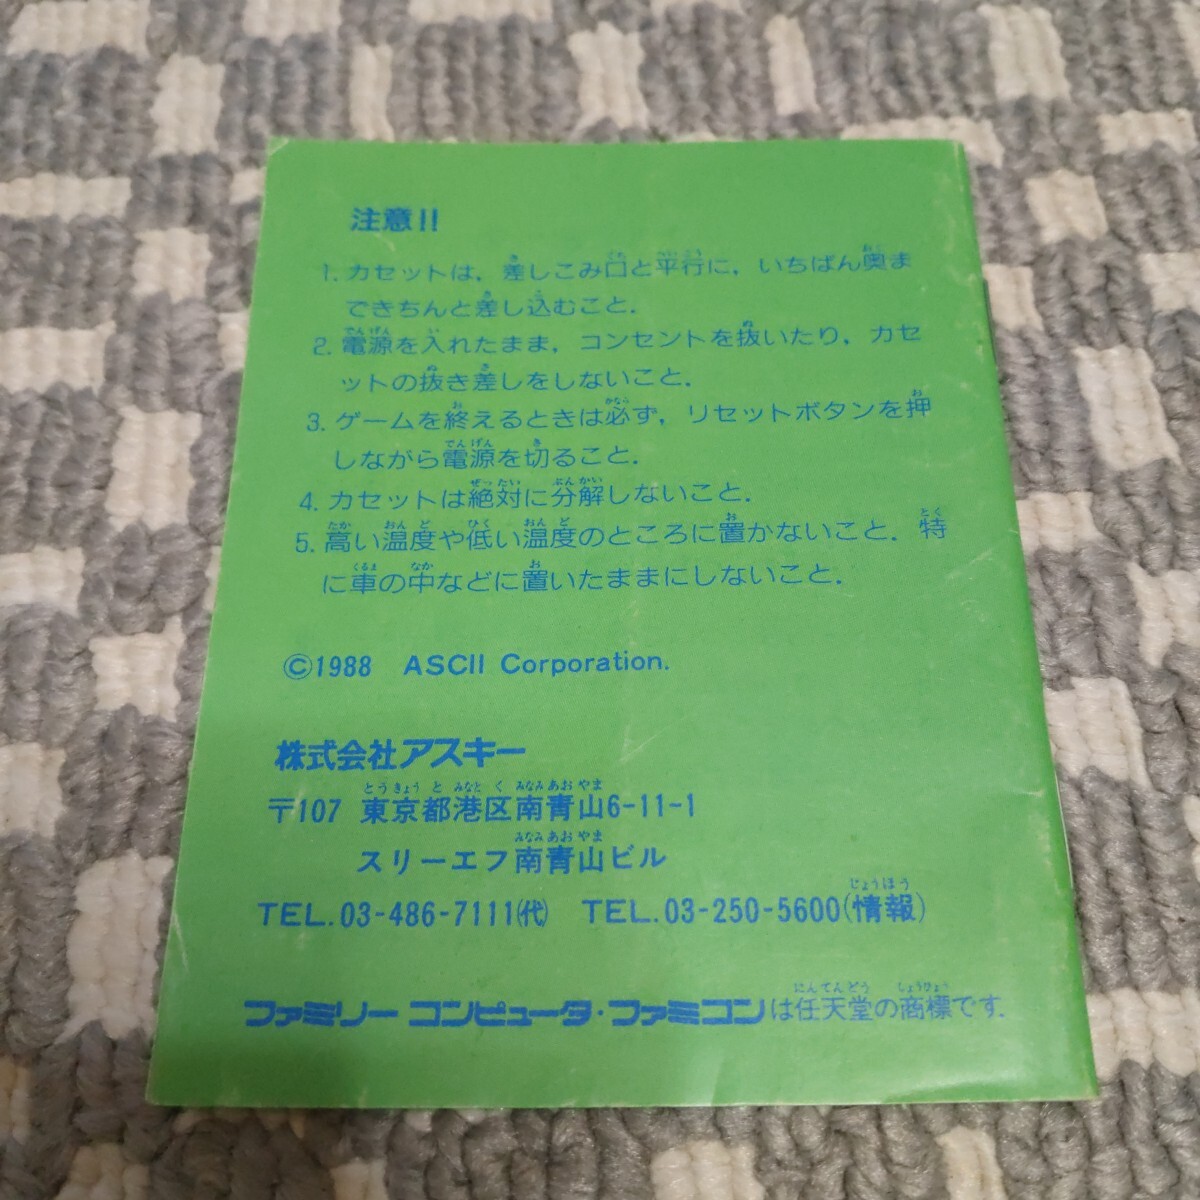 注意!!
1. カセットは，差しこみ口と平行に，いちばん奥ま
できちんと差し込むこと．
2. 電源を入れたまま，コンセントを抜いたり，カセ
ットの抜き差しをしないこと．
3. ゲームを終えるときは必ず，リセットボタンを押
しながら電源を切ること．
4. カセットは絶対に分解しないこと．
5. 高い温度や低い温度のところに置かないこと．特
に車の中などに置いたままにしないこと．
©1988 ASCII Corporation.
株式会社アスキー
〒107 東京都港区南青山6-11-1
スリーエフ南青山ビル
TEL.03-486-7111(代) TEL.03-250-5600(情報)
ファミリーコンピュータ・ファミコンは任天堂の商標です．